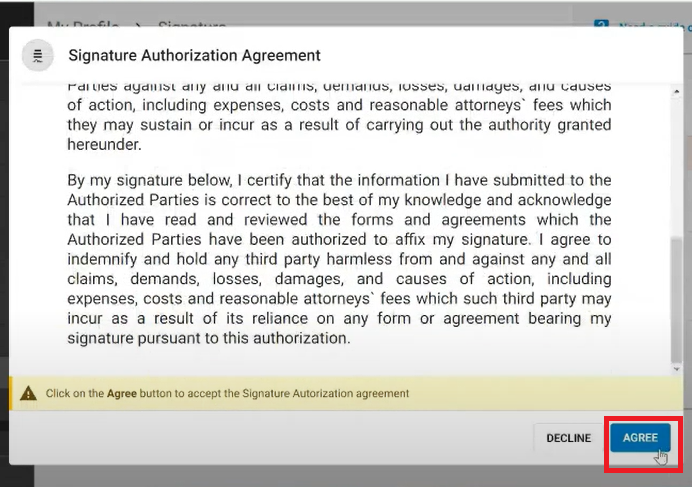 My Profile > Signature
Signature Authorization Agreement
Parties against any and all claims, demands, losses, damages, and causes
of action, including expenses, costs and reasonable attorneys` fees which
they may sustain or incur as a result of carrying out the authority granted
hereunder.
By my signature below, I certify that the information I have submitted to the
Authorized Parties is correct to the best of my knowledge and acknowledge
that I have read and reviewed the forms and agreements which the
Authorized Parties have been authorized to affix my signature. I agree to
indemnify and hold any third party harmless from and against any and all
claims, demands, losses, damages, and causes of action, including
expenses, costs and reasonable attorneys` fees which such third party may
incur as a result of its reliance on any form or agreement bearing my
signature pursuant to this authorization.
Click on the Agree button to accept the Signature Autorization agreement
DECLINE
AGREE